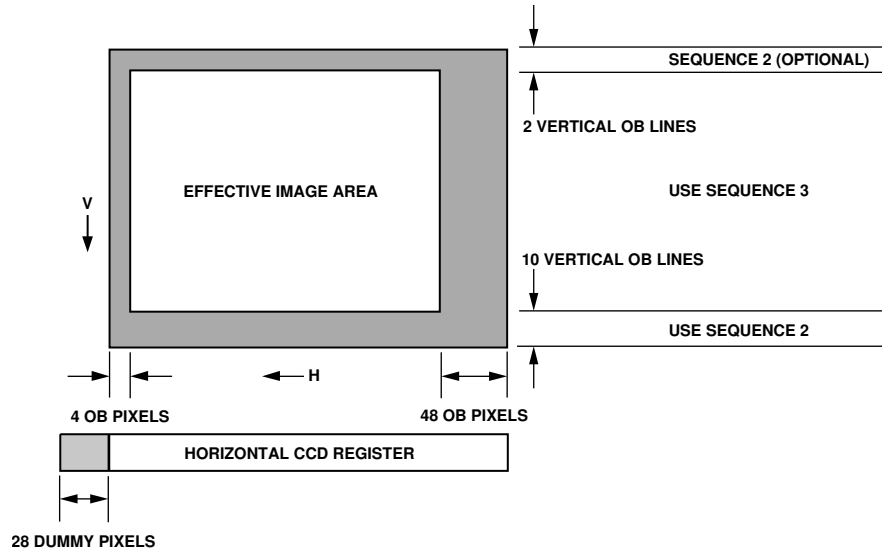 SEQUENCE 2 (OPTIONAL)
2 VERTICAL OB LINES
EFFECTIVE IMAGE AREA
USE SEQUENCE 3
V
10 VERTICAL OB LINES
USE SEQUENCE 2
H
4 OB PIXELS
48 OB PIXELS
HORIZONTAL CCD REGISTER
28 DUMMY PIXELS